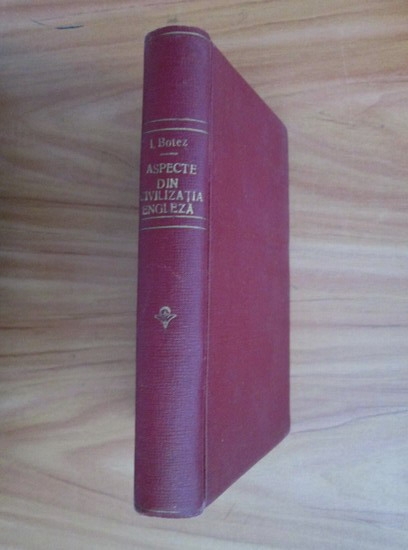 I. Botez
ASPECTE
DIN
CIVILIZAȚIA
ENGLEZĂ